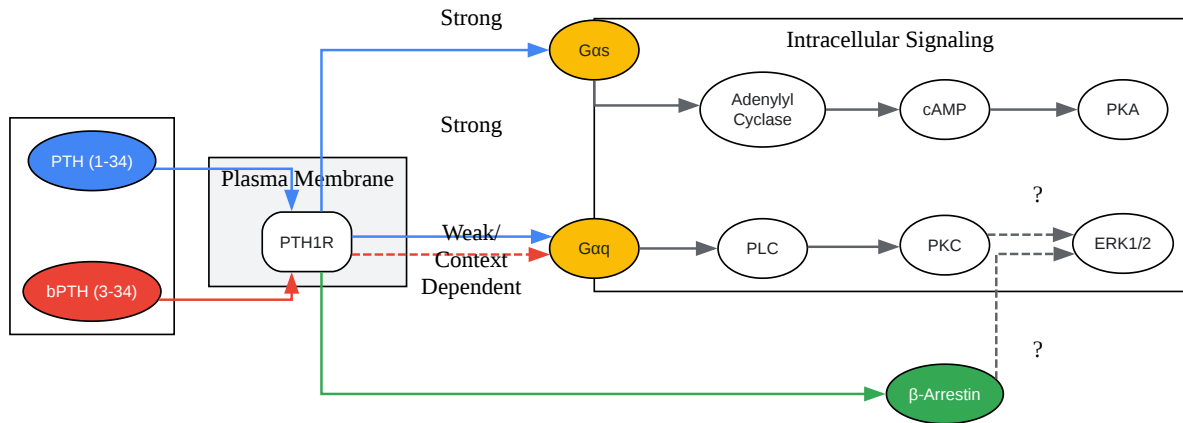 Strong
Gαs
Intracellular Signaling
Adenylyl
Cyclase
cAMP
PKA
Strong
PTH (1-34)
Plasma Membrane
?
PTH1R
Weak/
Context
Dependent
Gαq
PLC
PKC
ERK1/2
bPTH (3-34)
?
β-Arrestin